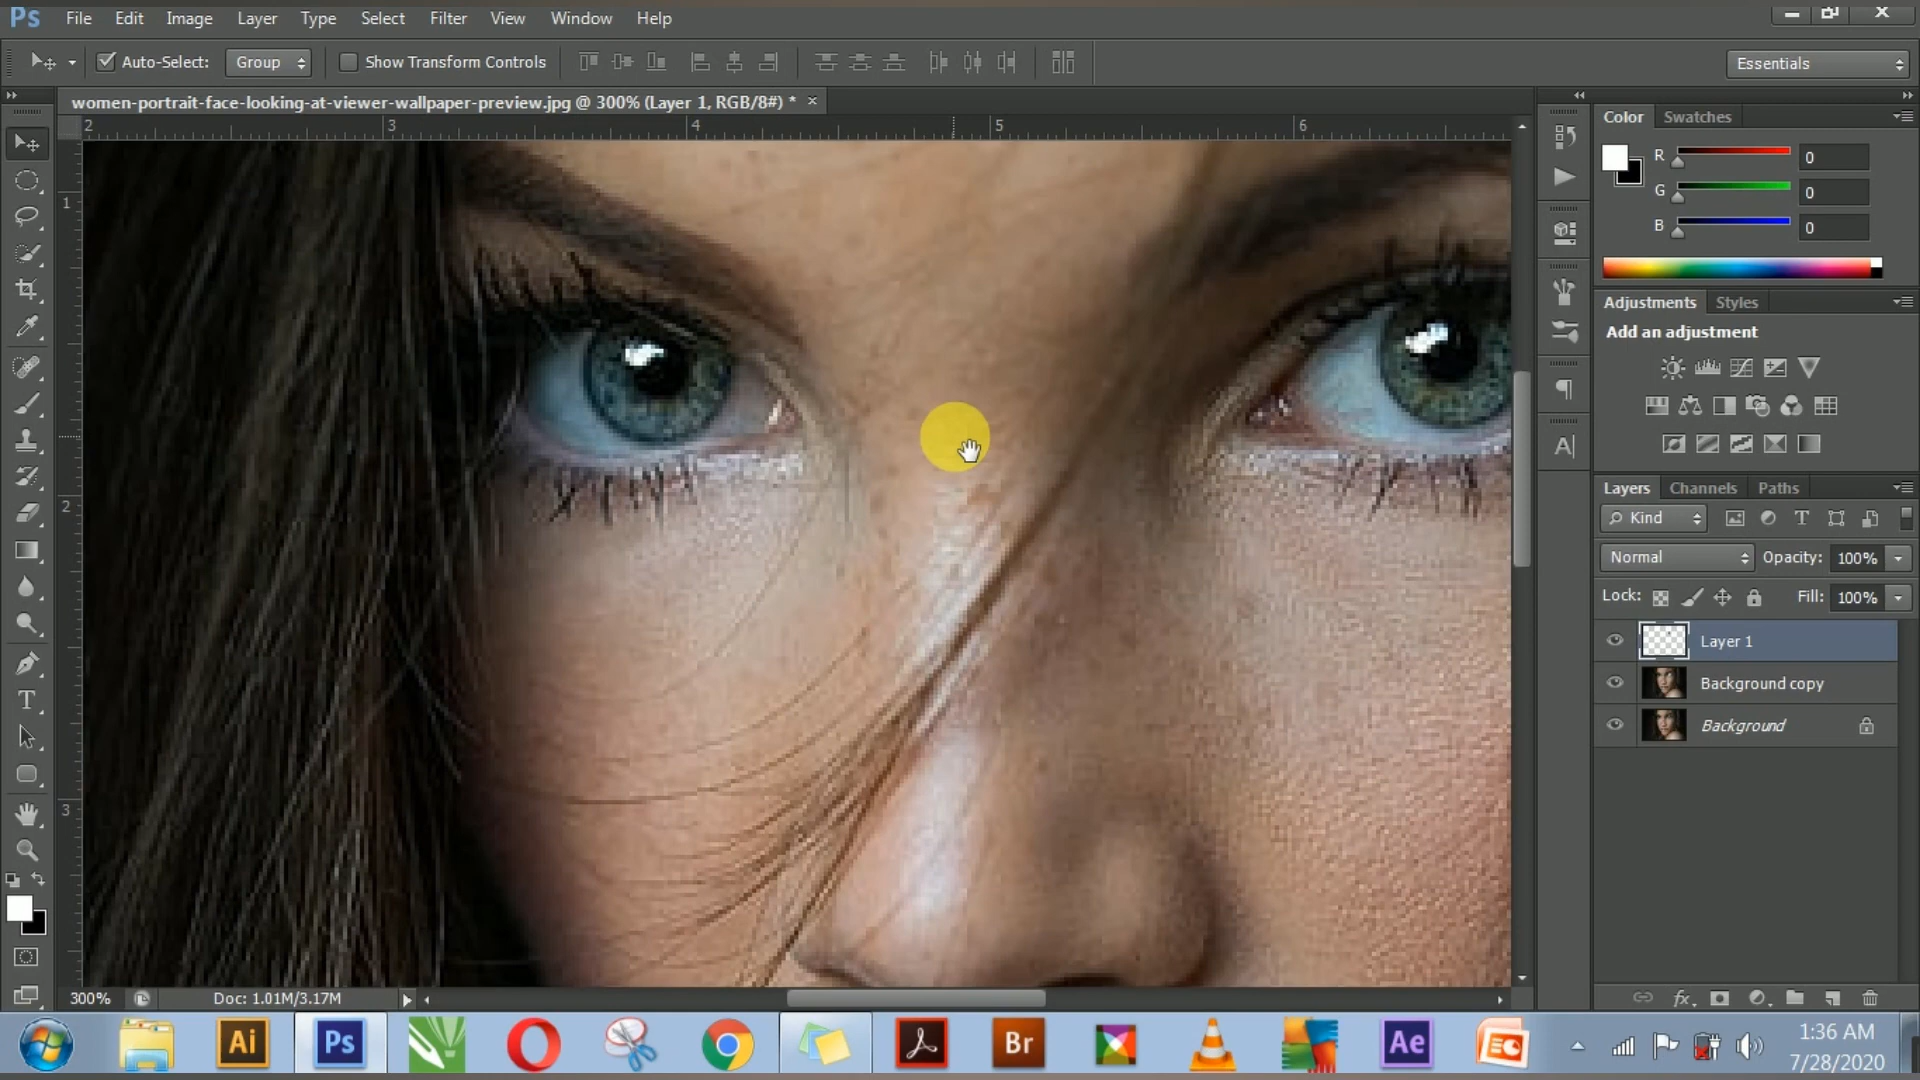 Ps File Edit Image Layer Type Select Filter View Window Help
Auto-Select: Group Show Transform Controls Essentials
women-portrait-face-looking-at-viewer-wallpaper-preview.jpg @ 300% (Layer 1, RGB/8#) * ×
2 3 4 5 6
1
2
3
Color Swatches
R 0
G 0
B 0
Adjustments Styles
Add an adjustment
Layers Channels Paths
Kind
Normal Opacity: 100%
Lock: Fill: 100%
Layer 1
Background copy
Background
300% Doc: 1.01M/3.17M
fx
Ai Ps Br Ae
1:36 AM
7/28/2020